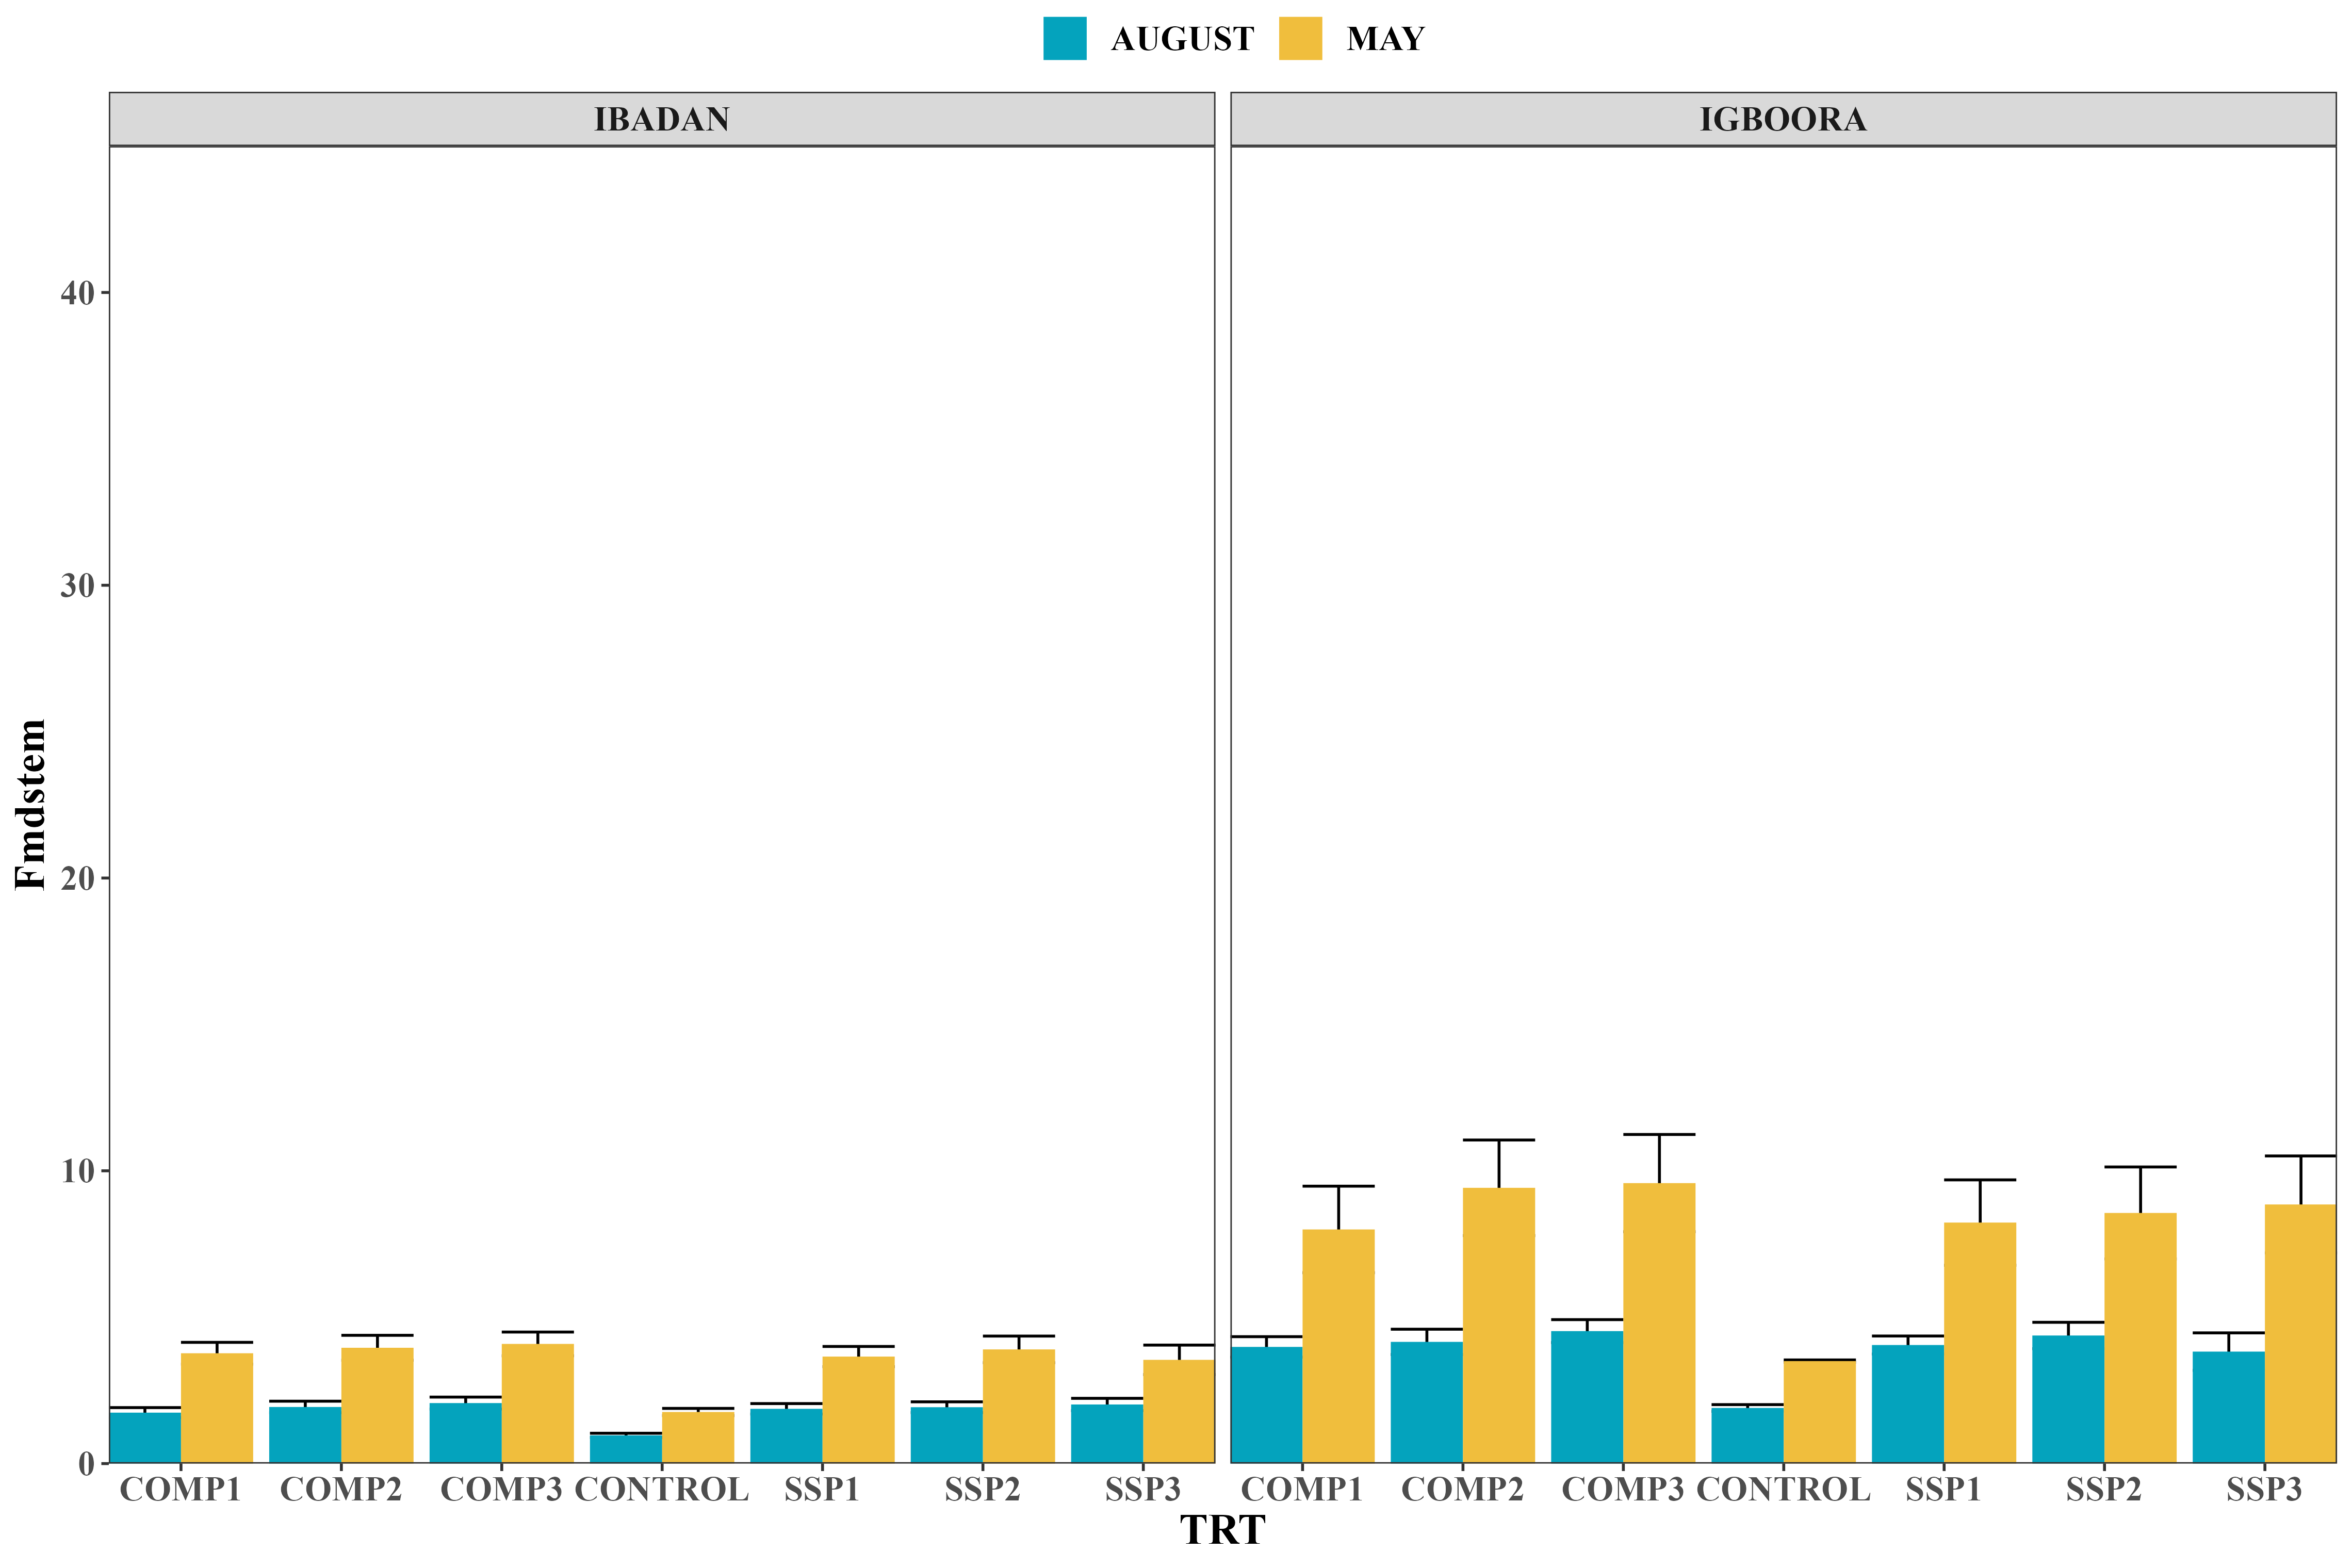 AUGUST MAY
IBADAN IGBOORA
Fmdstem
40
30
20
10
0
COMP1 COMP2 COMP3 CONTROL SSP1 SSP2 SSP3 COMP1 COMP2 COMP3 CONTROL SSP1 SSP2 SSP3
TRT